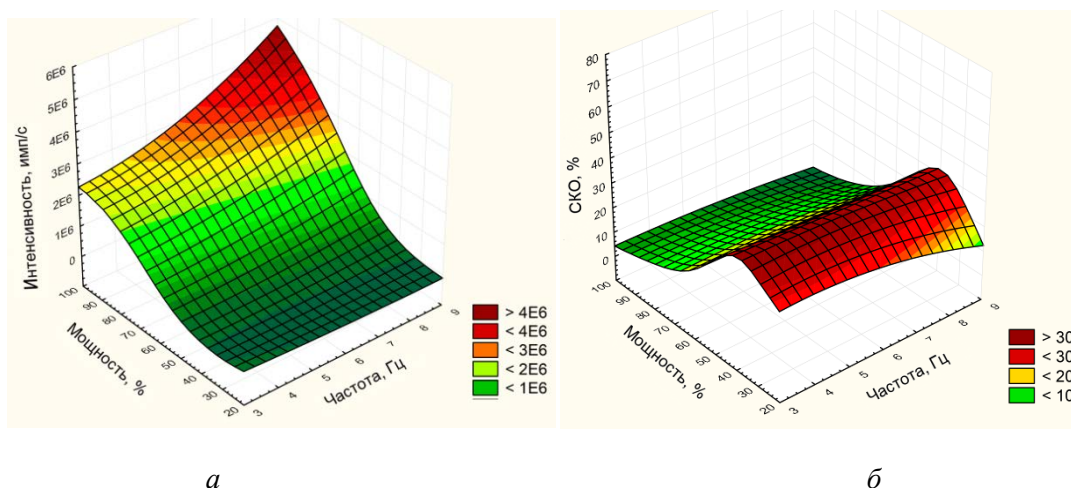 6E6
5E6
4E6
3E6
2E6
1E6
0
Интенсивность, имп/с
100
90
80
70
60
50
40
30
20
Мощность, %
3
4
5
6
7
8
9
Частота, Гц
> 4E6
< 4E6
< 3E6
< 2E6
< 1E6
80
70
60
50
40
30
20
10
0
СКО, %
100
90
80
70
60
50
40
30
20
Мощность, %
3
4
5
6
7
8
9
Частота, Гц
> 30
< 30
< 20
< 10
а
б